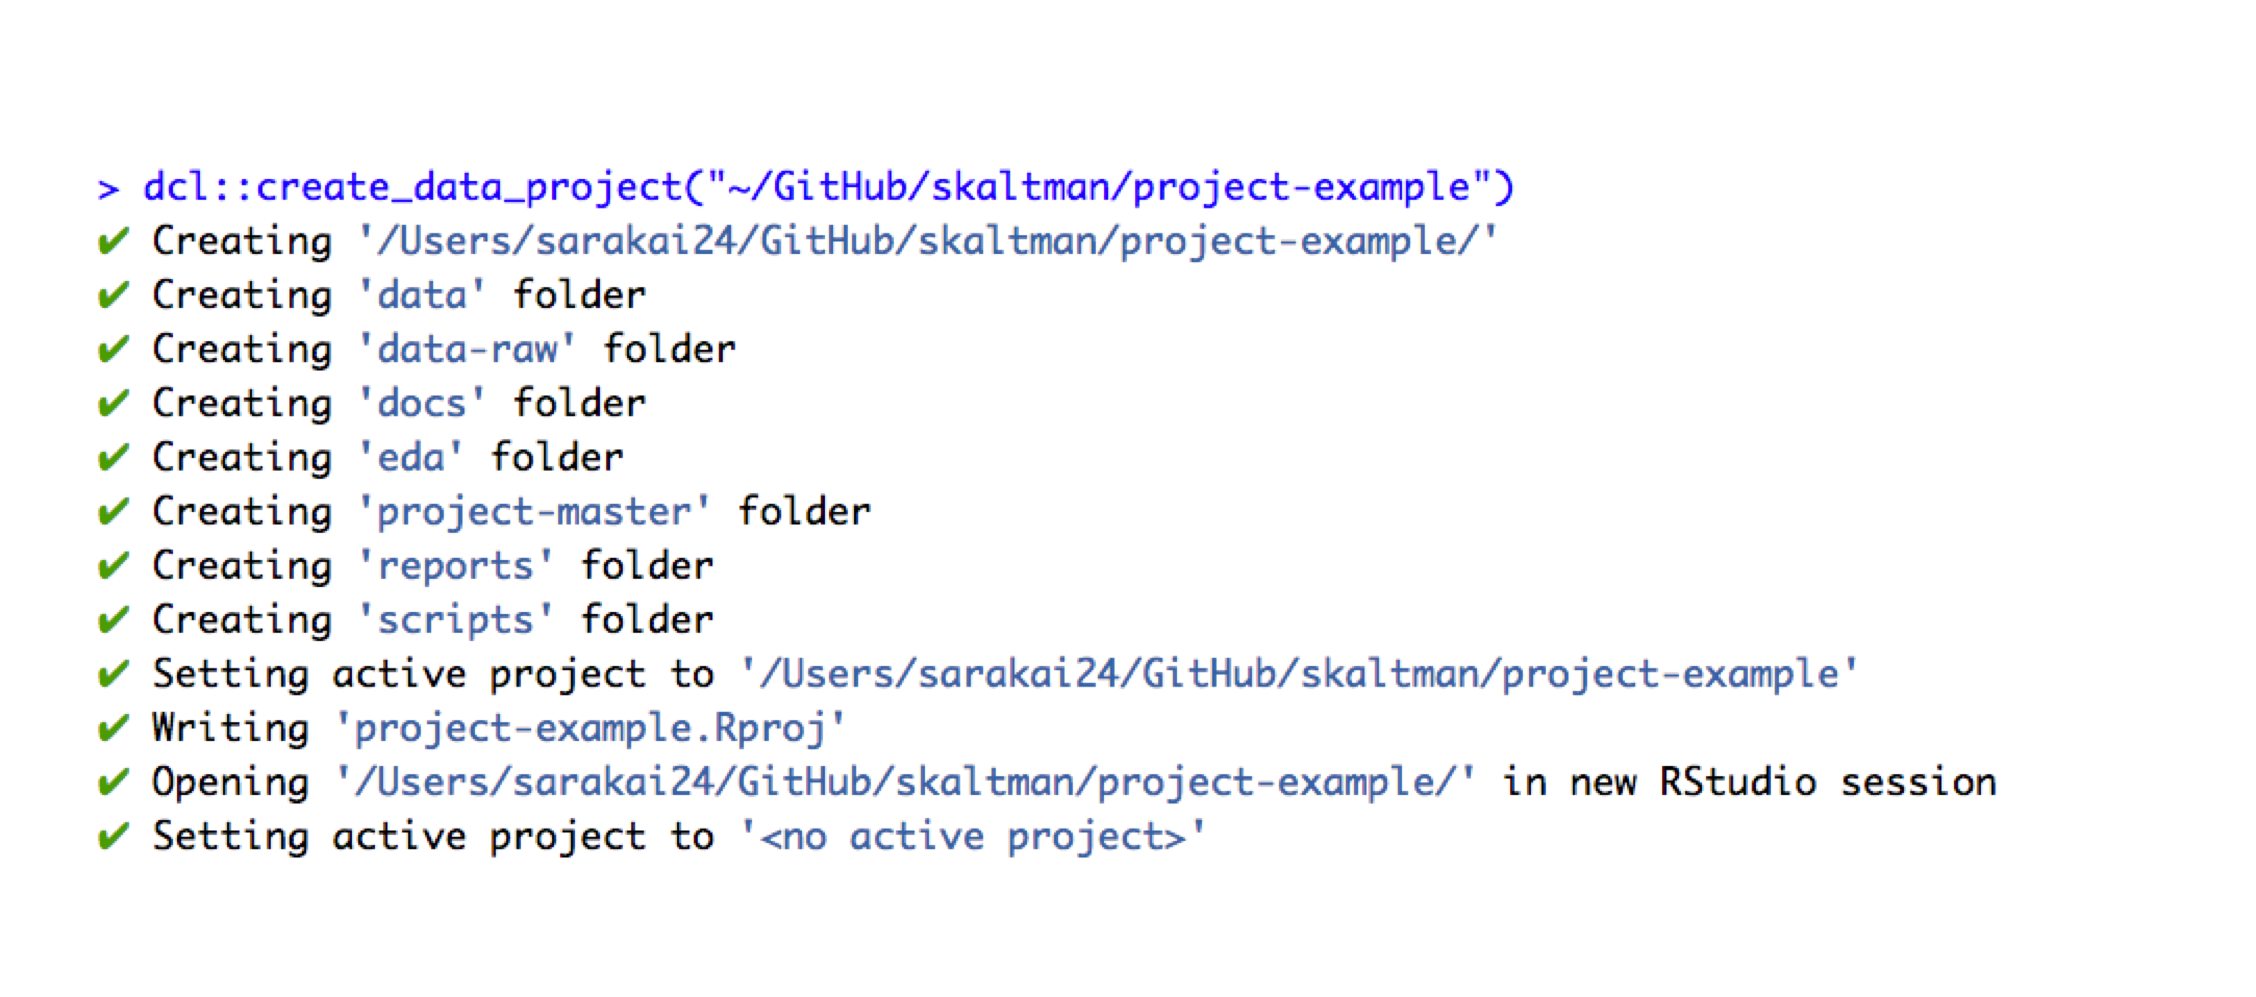 > dcl::create_data_project("~/GitHub/skaltman/project-example")
✔ Creating '/Users/sarakai24/GitHub/skaltman/project-example/'
✔ Creating 'data' folder
✔ Creating 'data-raw' folder
✔ Creating 'docs' folder
✔ Creating 'eda' folder
✔ Creating 'project-master' folder
✔ Creating 'reports' folder
✔ Creating 'scripts' folder
✔ Setting active project to '/Users/sarakai24/GitHub/skaltman/project-example'
✔ Writing 'project-example.Rproj'
✔ Opening '/Users/sarakai24/GitHub/skaltman/project-example/' in new RStudio session
✔ Setting active project to '<no active project>'